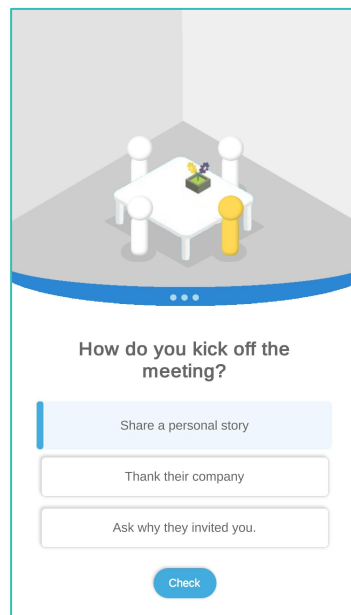 How do you kick off the
meeting?
Share a personal story
Thank their company
Ask why they invited you.
Check